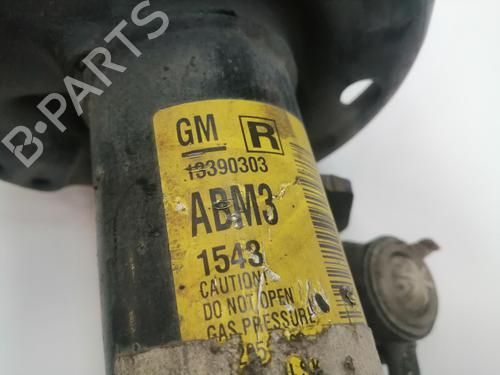 B-PARTS
GM R
13390303
ABM3
1543
CAUTION!
DO NOT OPEN
GAS PRESSURE